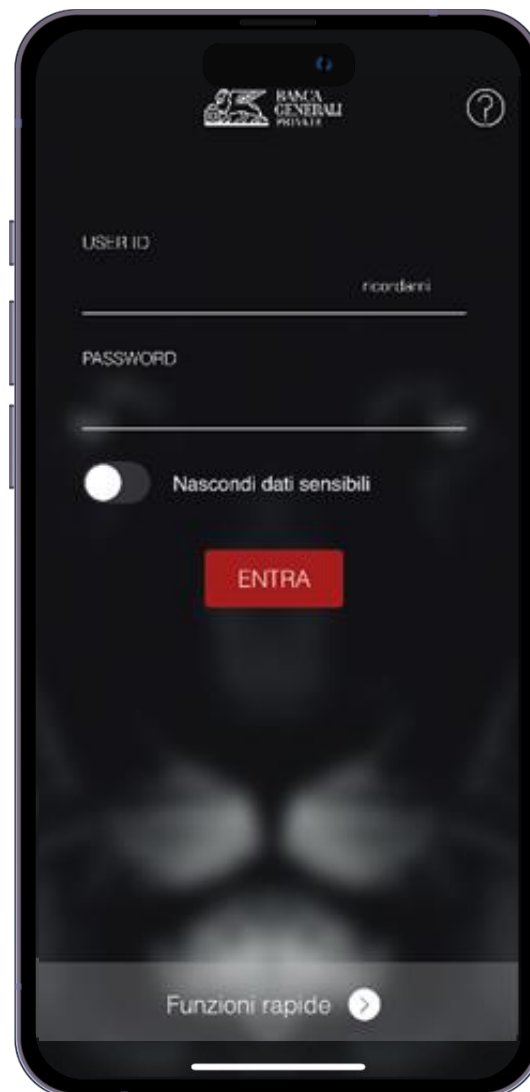 BANCA
GENERALI
PRIVATE
?
USER ID
ricordami
PASSWORD
Nascondi dati sensibili
ENTRA
Funzioni rapide